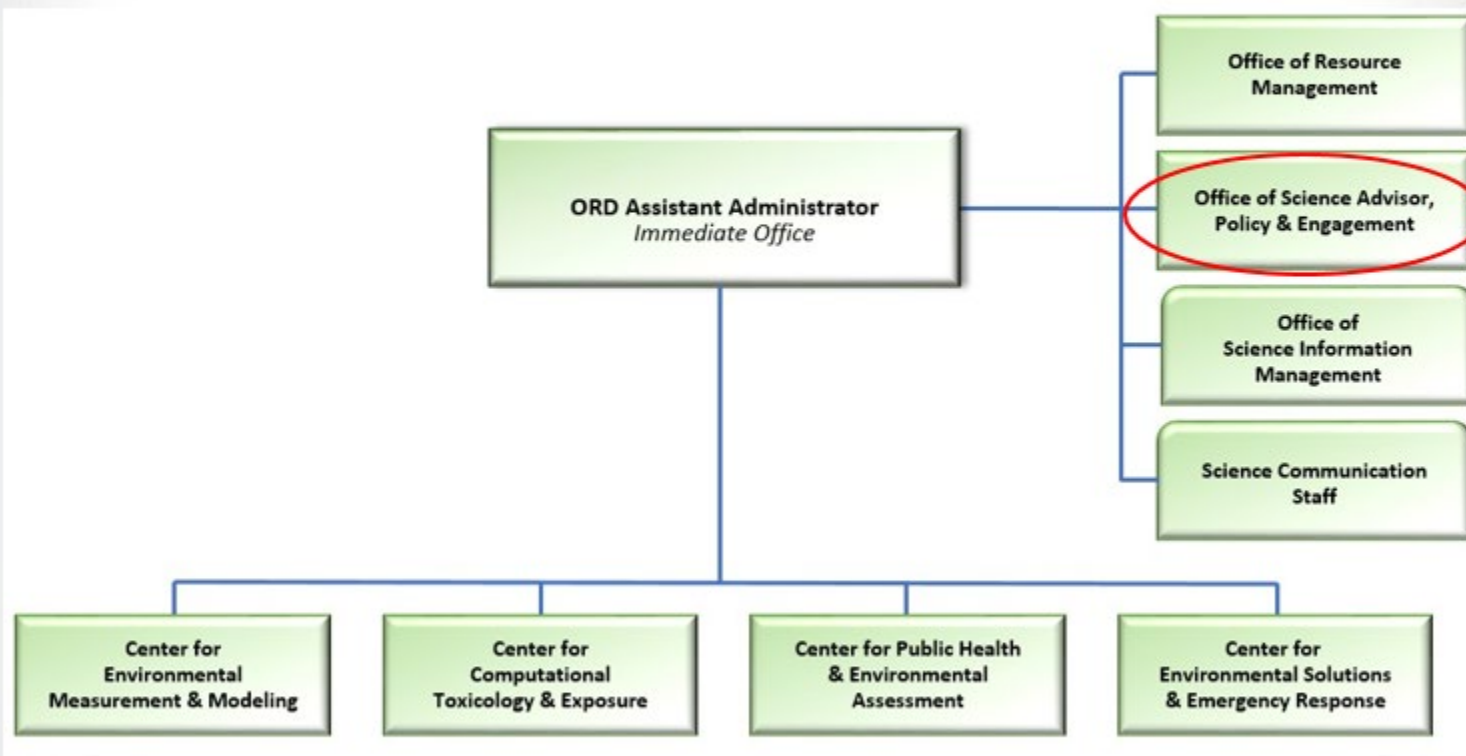 Office of Resource
Management
ORD Assistant Administrator
Immediate Office
Office of Science Advisor,
Policy & Engagement
Office of
Science Information
Management
Science Communication
Staff
Center for
Environmental
Measurement & Modeling
Center for
Computational
Toxicology & Exposure
Center for Public Health
& Environmental
Assessment
Center for
Environmental Solutions
& Emergency Response